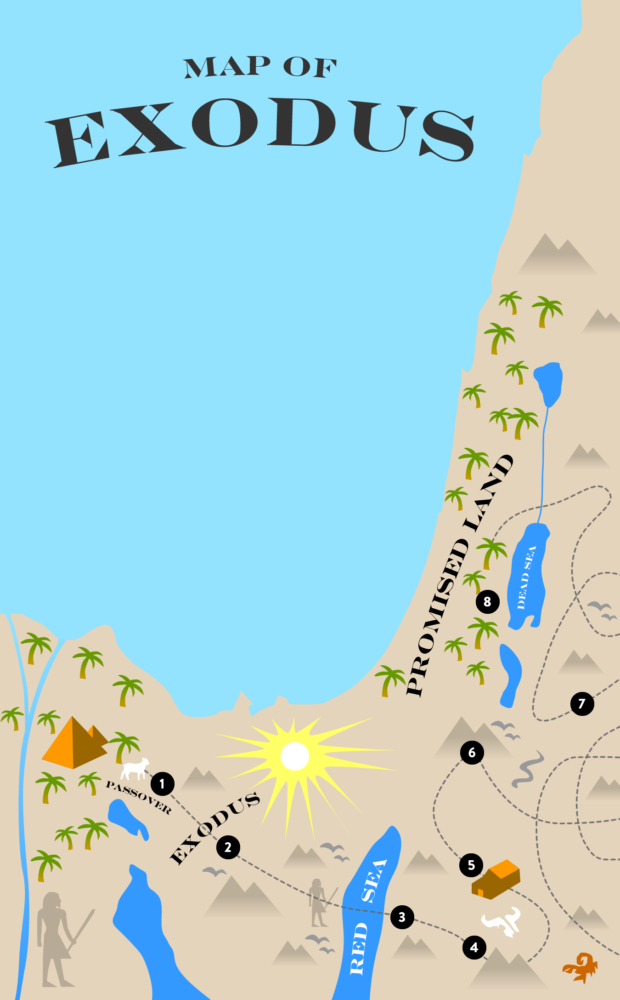 MAP OF
EXODUS
PROMISED LAND
DEAD SEA
8
7
6
1
PASSOVER
EXODUS
2
5
RED SEA
3
4